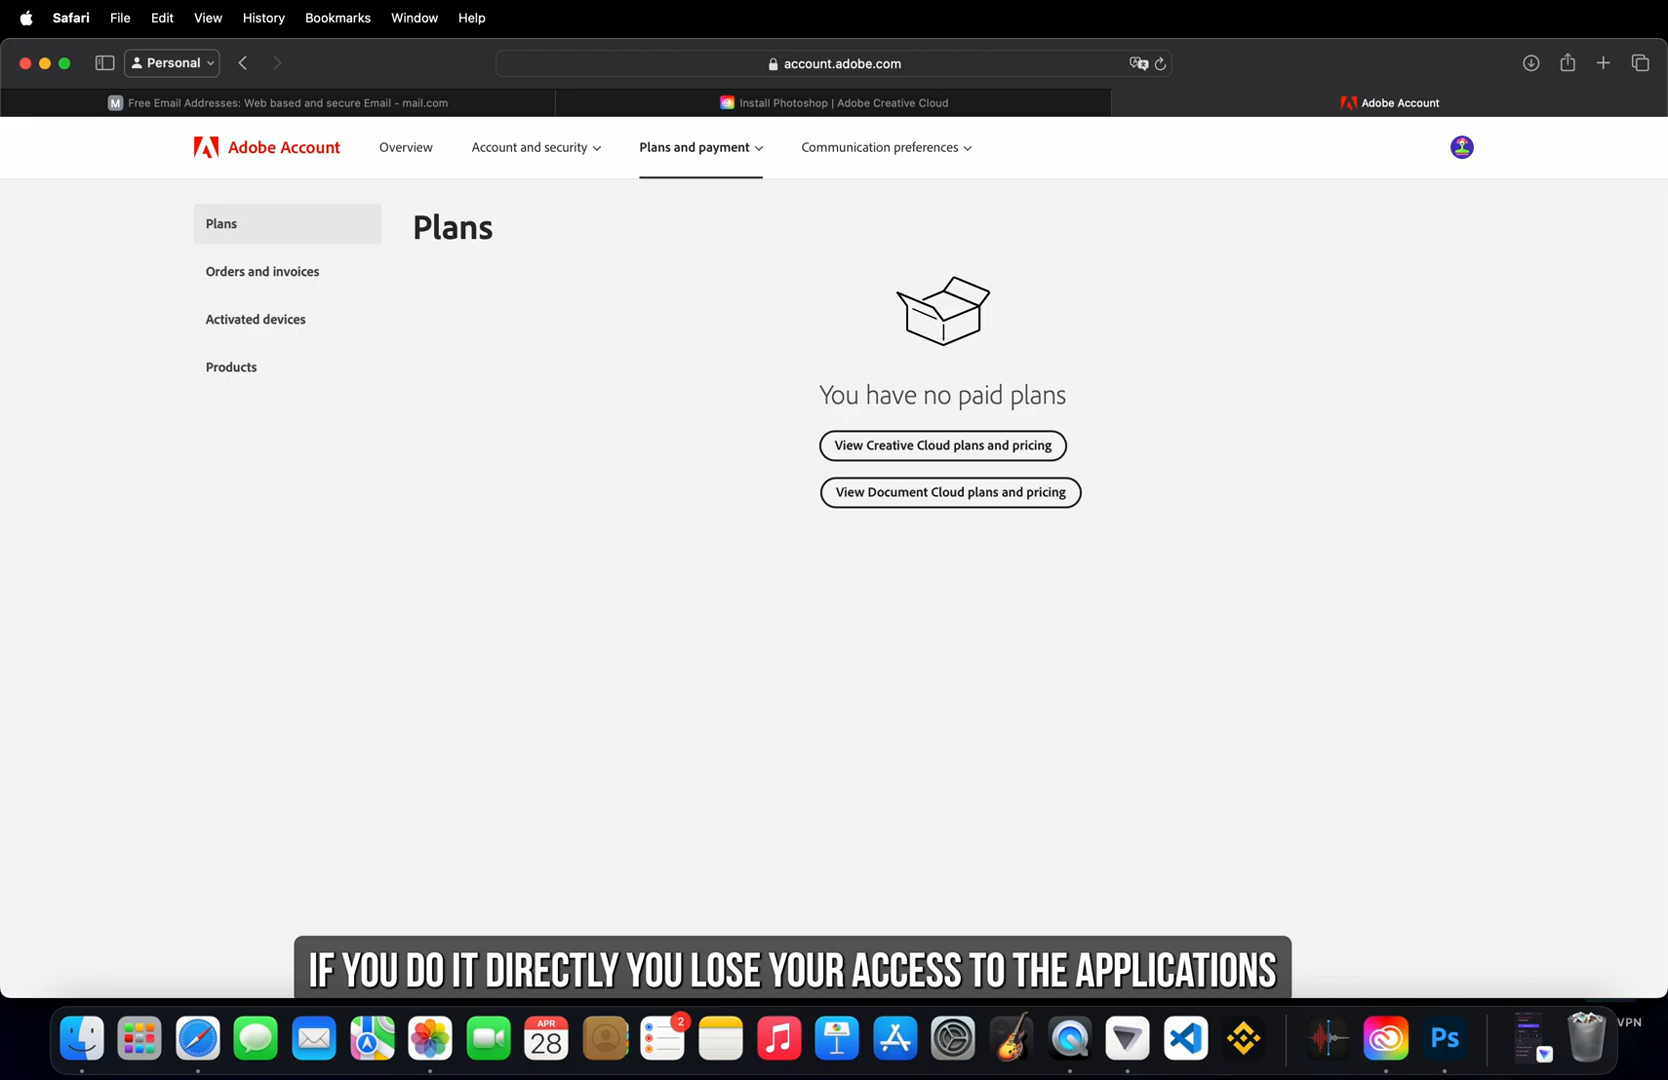 Safari File Edit View History Bookmarks Window Help
Personal
account.adobe.com
M Free Email Addresses: Web based and secure Email - mail.com
Install Photoshop | Adobe Creative Cloud
Adobe Account
Adobe Account Overview Account and security Plans and payment Communication preferences
Plans
Orders and invoices
Activated devices
Products
Plans
You have no paid plans
View Creative Cloud plans and pricing
View Document Cloud plans and pricing
IF YOU DO IT DIRECTLY YOU LOSE YOUR ACCESS TO THE APPLICATIONS
APR
28
2
Ps
VPN